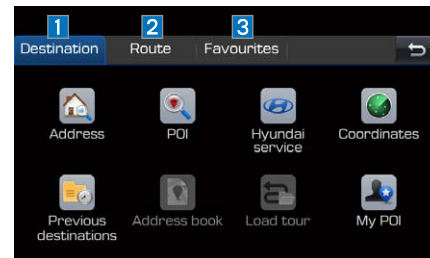 1 2 3
Destination Route Favourites
Address POI Hyundai service Coordinates
Previous destinations Address book Load tour My POI